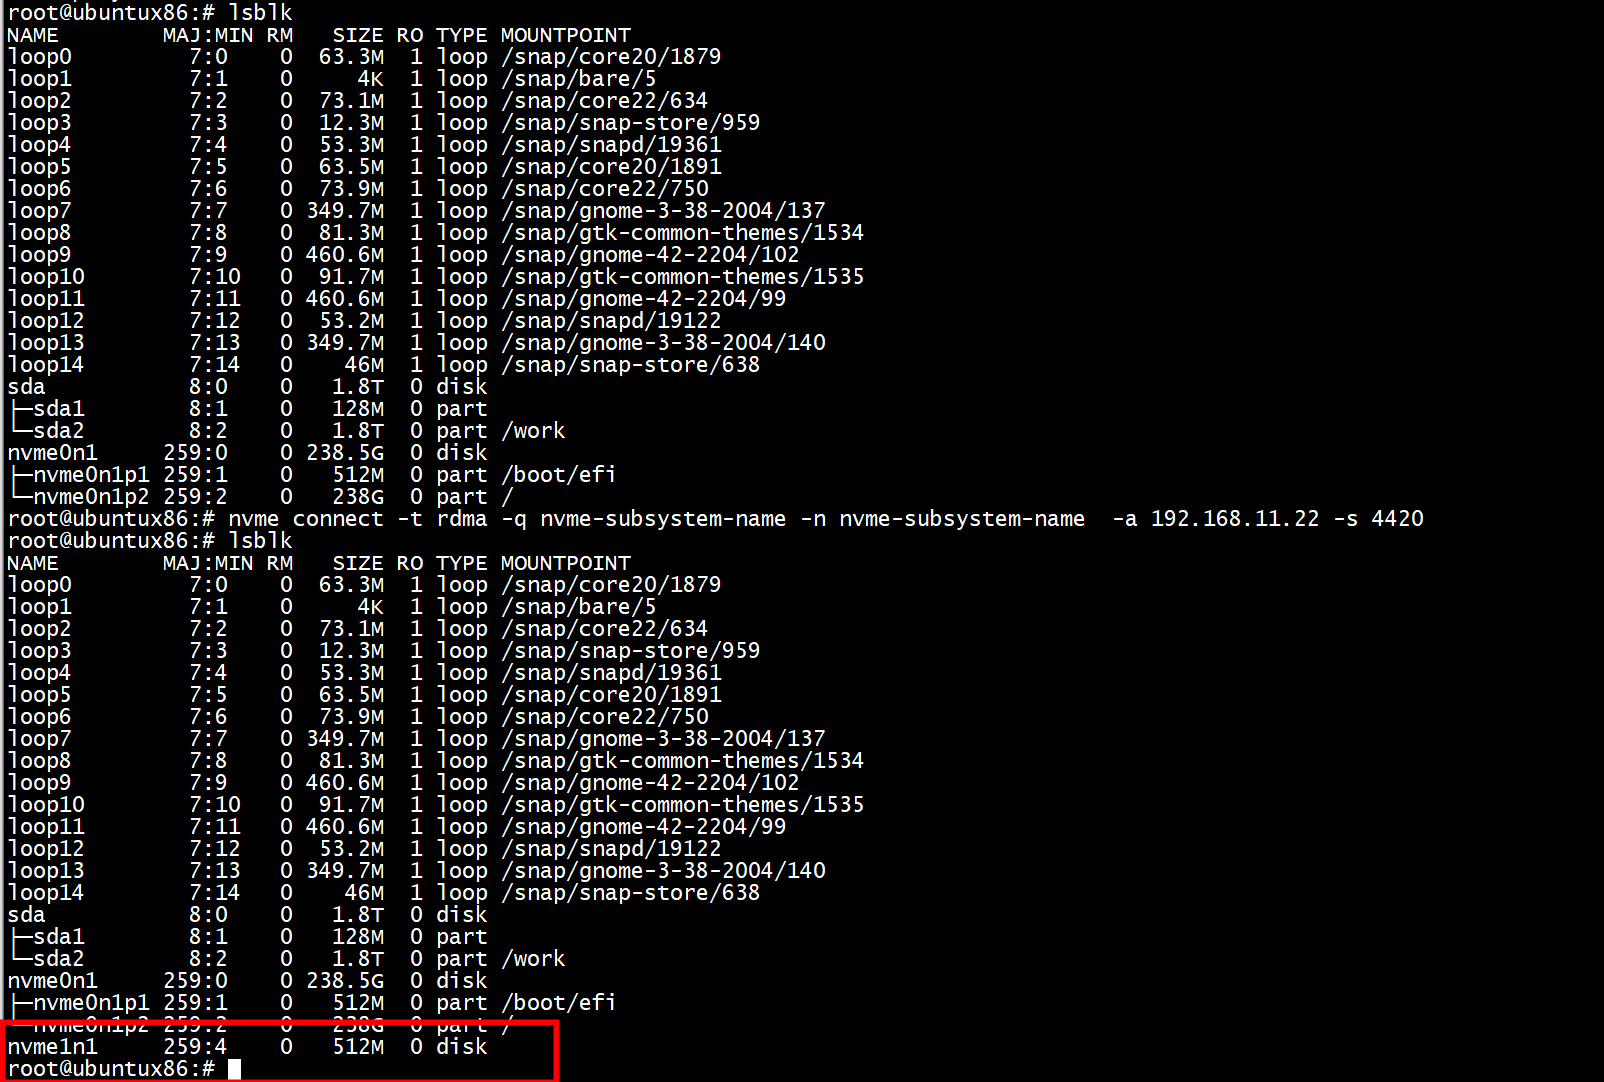 root@ubuntux86:# lsblk
NAME        MAJ:MIN RM   SIZE RO TYPE MOUNTPOINT
loop0         7:0    0  63.3M  1 loop /snap/core20/1879
loop1         7:1    0     4K  1 loop /snap/bare/5
loop2         7:2    0  73.1M  1 loop /snap/core22/634
loop3         7:3    0  12.3M  1 loop /snap/snap-store/959
loop4         7:4    0  53.3M  1 loop /snap/snapd/19361
loop5         7:5    0  63.5M  1 loop /snap/core20/1891
loop6         7:6    0  73.9M  1 loop /snap/core22/750
loop7         7:7    0 349.7M  1 loop /snap/gnome-3-38-2004/137
loop8         7:8    0  81.3M  1 loop /snap/gtk-common-themes/1534
loop9         7:9    0 460.6M  1 loop /snap/gnome-42-2204/102
loop10        7:10   0  91.7M  1 loop /snap/gtk-common-themes/1535
loop11        7:11   0 460.6M  1 loop /snap/gnome-42-2204/99
loop12        7:12   0  53.2M  1 loop /snap/snapd/19122
loop13        7:13   0 349.7M  1 loop /snap/gnome-3-38-2004/140
loop14        7:14   0    46M  1 loop /snap/snap-store/638
sda           8:0    0   1.8T  0 disk
├─sda1        8:1    0   128M  0 part
└─sda2        8:2    0   1.8T  0 part /work
nvme0n1     259:0    0 238.5G  0 disk
├─nvme0n1p1 259:1    0   512M  0 part /boot/efi
└─nvme0n1p2 259:2    0   238G  0 part /
root@ubuntux86:# nvme connect -t rdma -q nvme-subsystem-name -n nvme-subsystem-name  -a 192.168.11.22 -s 4420
root@ubuntux86:# lsblk
NAME        MAJ:MIN RM   SIZE RO TYPE MOUNTPOINT
loop0         7:0    0  63.3M  1 loop /snap/core20/1879
loop1         7:1    0     4K  1 loop /snap/bare/5
loop2         7:2    0  73.1M  1 loop /snap/core22/634
loop3         7:3    0  12.3M  1 loop /snap/snap-store/959
loop4         7:4    0  53.3M  1 loop /snap/snapd/19361
loop5         7:5    0  63.5M  1 loop /snap/core20/1891
loop6         7:6    0  73.9M  1 loop /snap/core22/750
loop7         7:7    0 349.7M  1 loop /snap/gnome-3-38-2004/137
loop8         7:8    0  81.3M  1 loop /snap/gtk-common-themes/1534
loop9         7:9    0 460.6M  1 loop /snap/gnome-42-2204/102
loop10        7:10   0  91.7M  1 loop /snap/gtk-common-themes/1535
loop11        7:11   0 460.6M  1 loop /snap/gnome-42-2204/99
loop12        7:12   0  53.2M  1 loop /snap/snapd/19122
loop13        7:13   0 349.7M  1 loop /snap/gnome-3-38-2004/140
loop14        7:14   0    46M  1 loop /snap/snap-store/638
sda           8:0    0   1.8T  0 disk
├─sda1        8:1    0   128M  0 part
└─sda2        8:2    0   1.8T  0 part /work
nvme0n1     259:0    0 238.5G  0 disk
├─nvme0n1p1 259:1    0   512M  0 part /boot/efi
└─nvme0n1p2 259:2    0   238G  0 part /
nvme1n1     259:4    0   512M  0 disk
root@ubuntux86:#